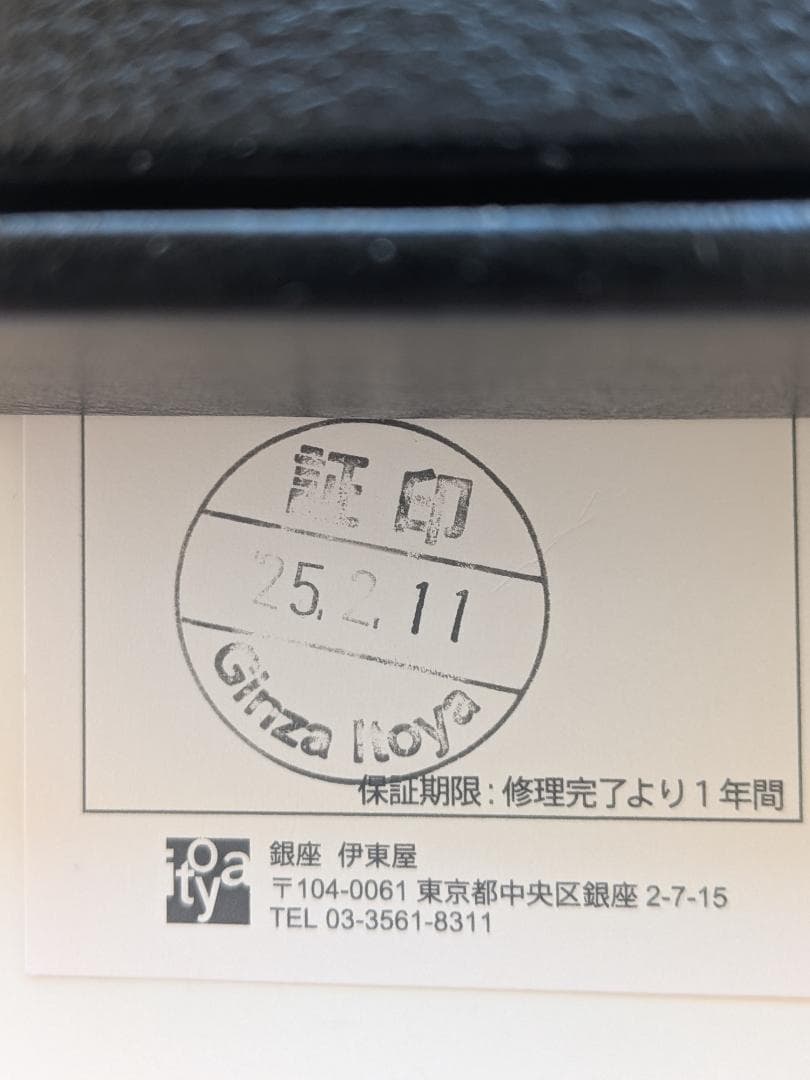 証印
25.2.11
Ginza Itoya
保証期限:修理完了より1年間
itoya
銀座 伊東屋
〒104-0061 東京都中央区銀座 2-7-15
TEL 03-3561-8311